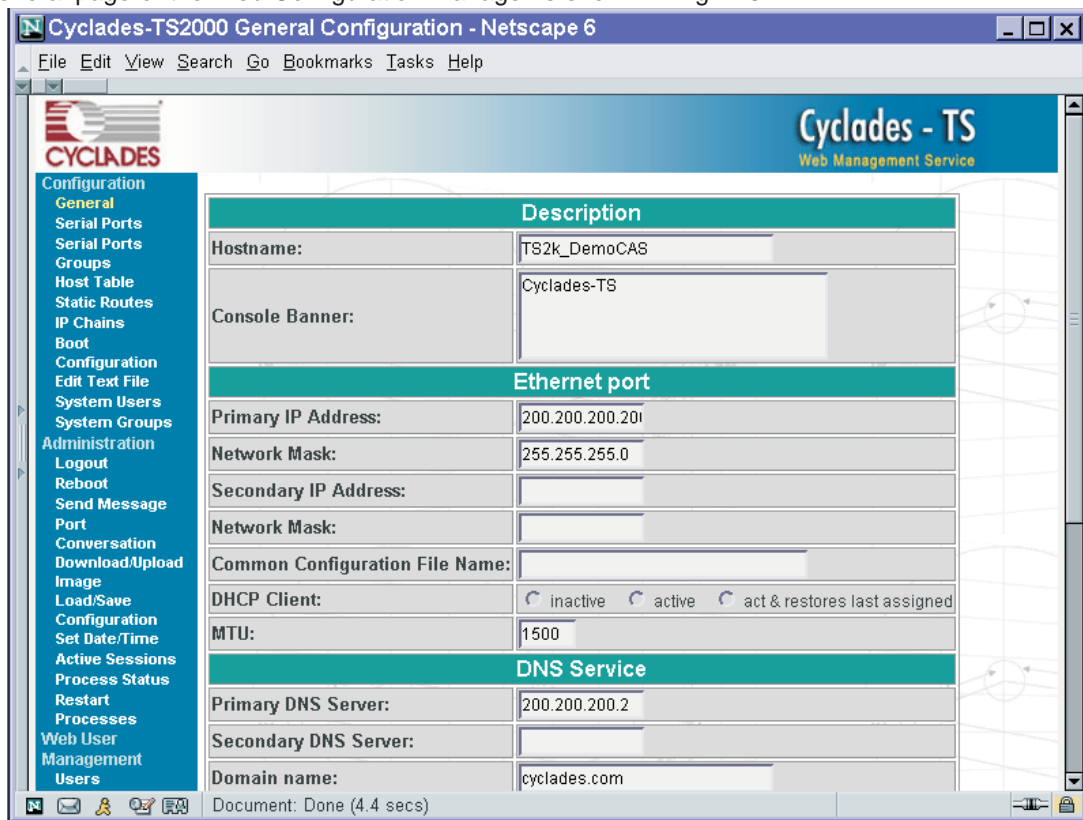 Cyclades-TS2000 General Configuration - Netscape 6
File Edit View Search Go Bookmarks Tasks Help
CYCLADES
Cyclades - TS
Web Management Service
Configuration
General
Serial Ports
Serial Ports
Groups
Host Table
Static Routes
IP Chains
Boot
Configuration
Edit Text File
System Users
System Groups
Administration
Logout
Reboot
Send Message
Port
Conversation
Download/Upload
Image
Load/Save
Configuration
Set Date/Time
Active Sessions
Process Status
Restart
Processes
Web User
Management
Users
Description
Hostname: TS2k_DemoCAS
Console Banner: Cyclades-TS
Ethernet port
Primary IP Address: 200.200.200.20
Network Mask: 255.255.255.0
Secondary IP Address:
Network Mask:
Common Configuration File Name:
DHCP Client: inactive active act & restores last assigned
MTU: 1500
DNS Service
Primary DNS Server: 200.200.200.2
Secondary DNS Server:
Domain name: cyclades.com
Document: Done (4.4 secs)